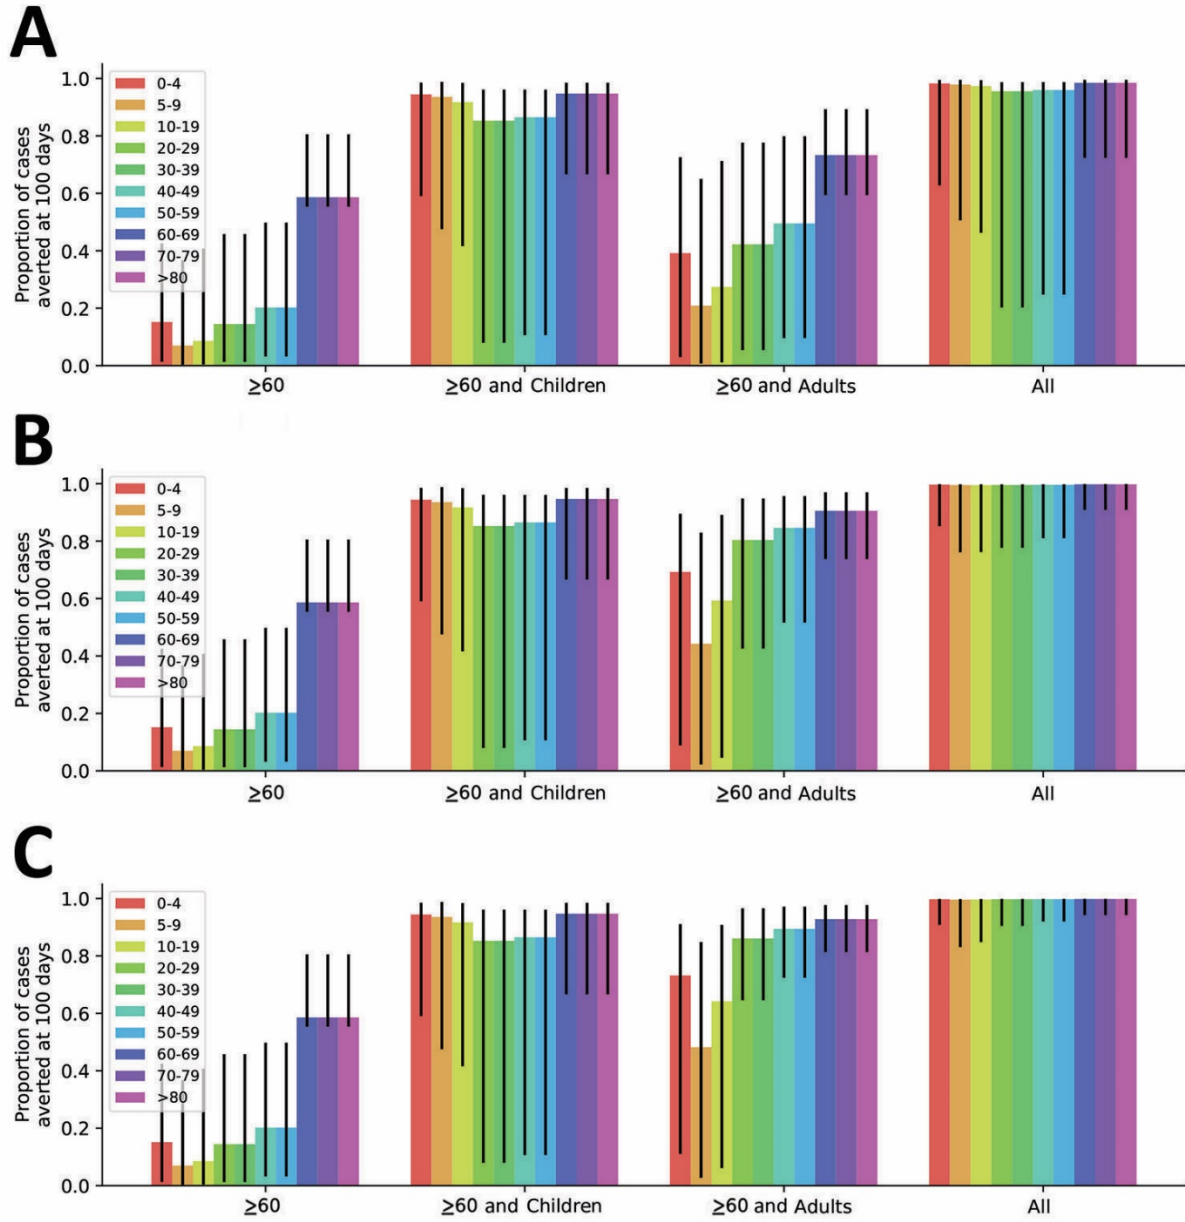 A
Proportion of cases
averted at 100 days
1.0
0.8
0.6
0.4
0.2
0.0
0-4
5-9
10-19
20-29
30-39
40-49
50-59
60-69
70-79
>80
≥60
≥60 and Children
≥60 and Adults
All
B
Proportion of cases
averted at 100 days
1.0
0.8
0.6
0.4
0.2
0.0
0-4
5-9
10-19
20-29
30-39
40-49
50-59
60-69
70-79
>80
≥60
≥60 and Children
≥60 and Adults
All
C
Proportion of cases
averted at 100 days
1.0
0.8
0.6
0.4
0.2
0.0
0-4
5-9
10-19
20-29
30-39
40-49
50-59
60-69
70-79
>80
≥60
≥60 and Children
≥60 and Adults
All